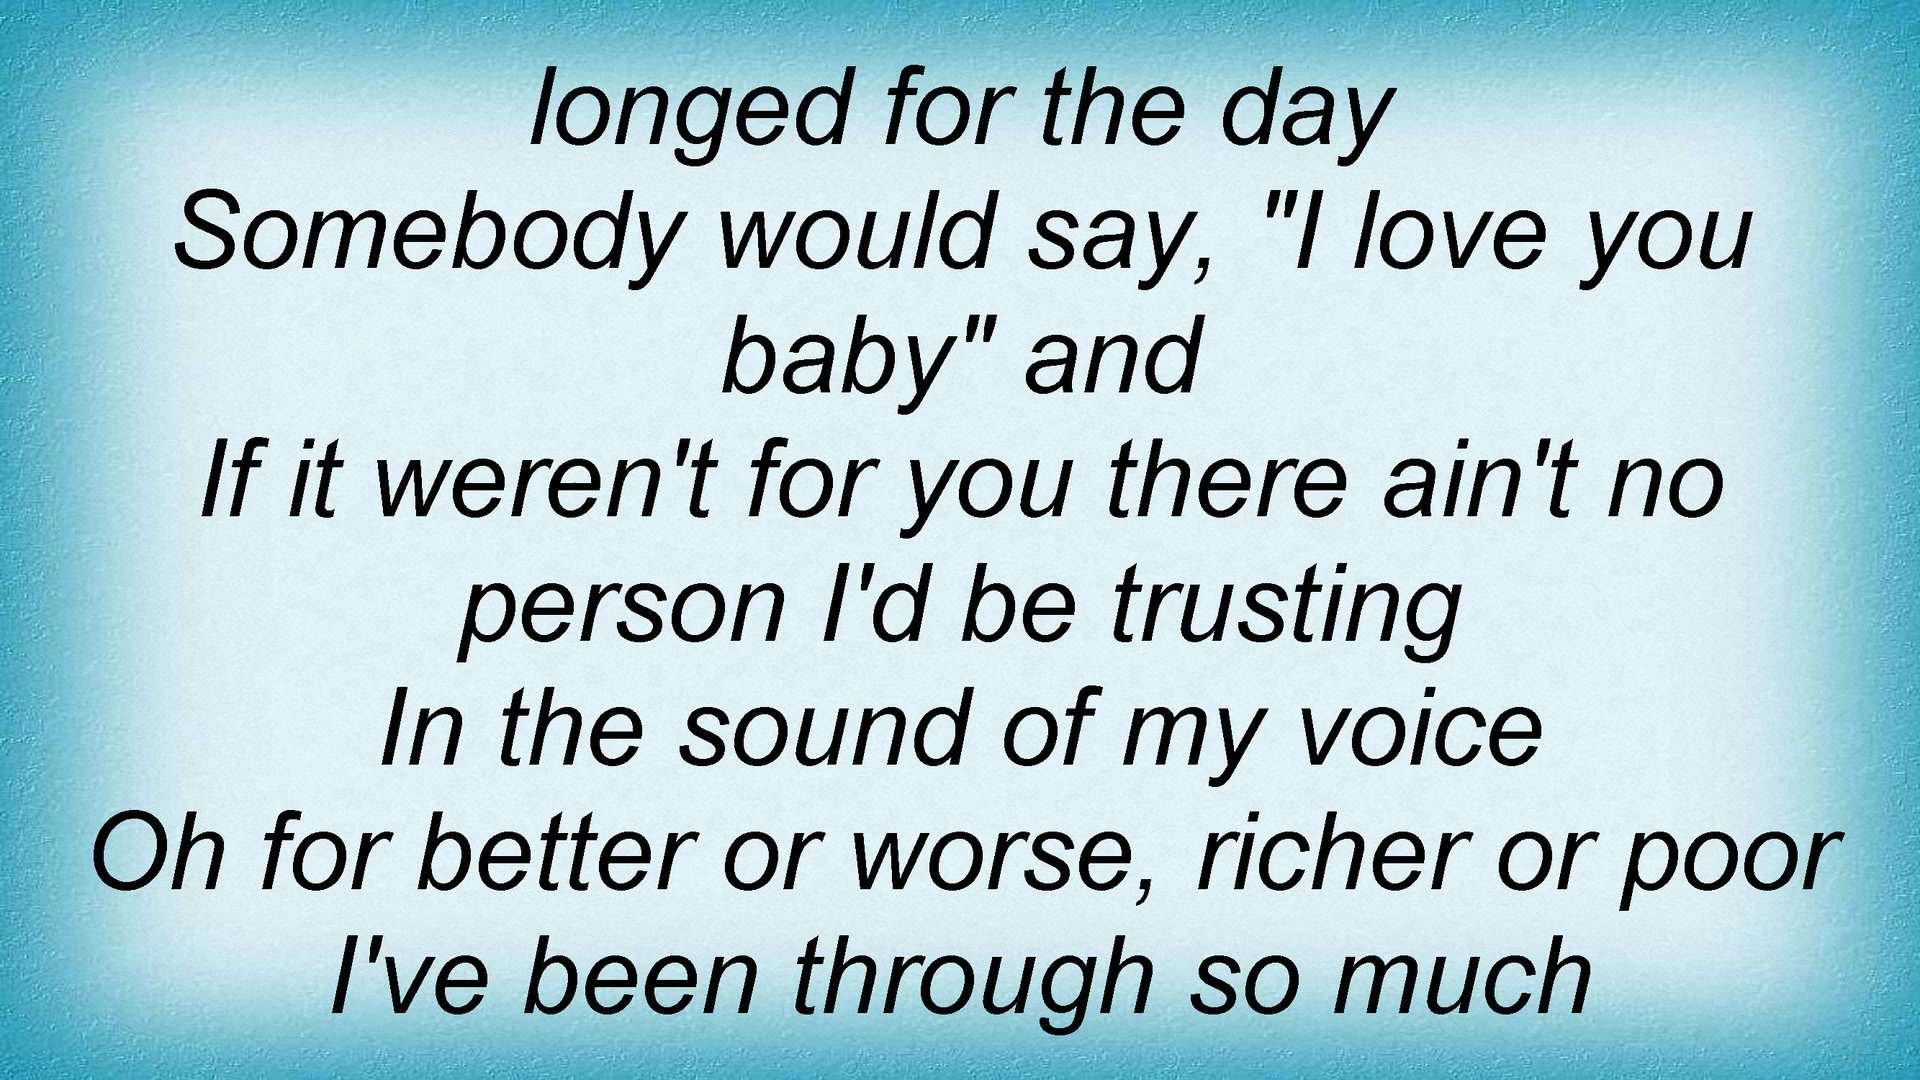 longed for the day
Somebody would say, "I love you
baby" and
If it weren't for you there ain't no
person I'd be trusting
In the sound of my voice
Oh for better or worse, richer or poor
I've been through so much